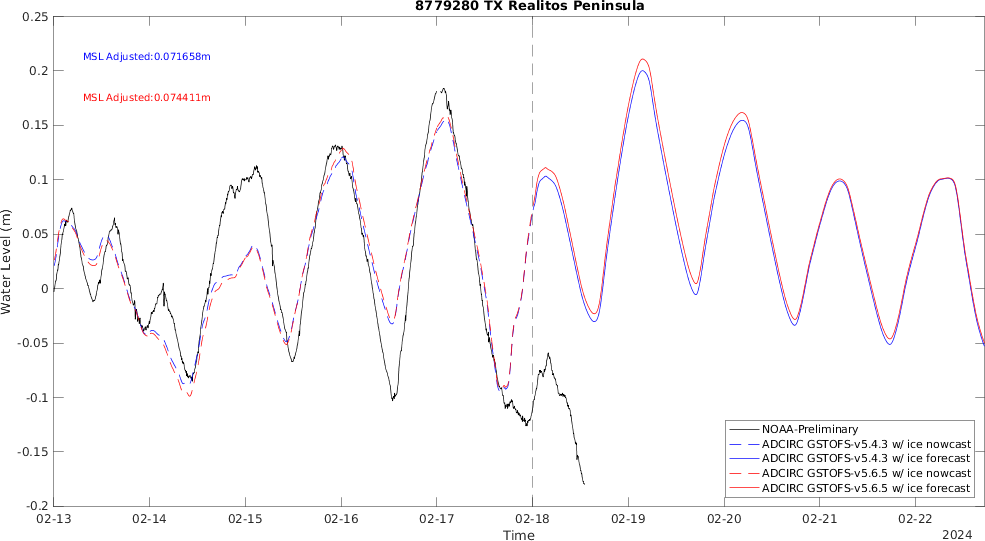 8779280 TX Realitos Peninsula
0.25
0.2
0.15
0.1
0.05
0
-0.05
-0.1
-0.15
-0.2
Water Level (m)
MSL Adjusted:0.071658m
MSL Adjusted:0.074411m
NOAA-Preliminary
ADCIRC GSTOFS-v5.4.3 w/ ice nowcast
ADCIRC GSTOFS-v5.4.3 w/ ice forecast
ADCIRC GSTOFS-v5.6.5 w/ ice nowcast
ADCIRC GSTOFS-v5.6.5 w/ ice forecast
02-13 02-14 02-15 02-16 02-17 02-18 02-19 02-20 02-21 02-22
Time
2024